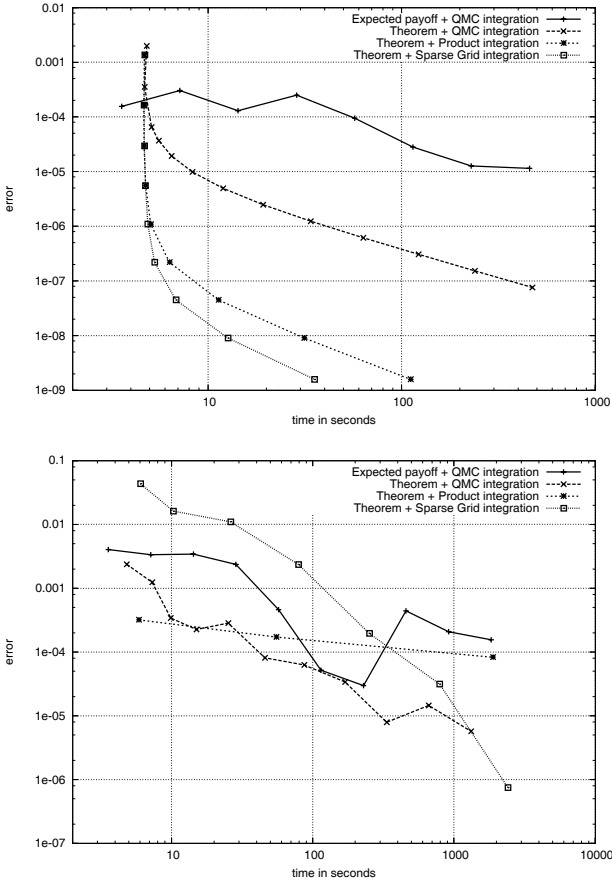 0.01
0.001
1e-04
1e-05
1e-06
1e-07
1e-08
1e-09
10
100
1000
error
time in seconds
Expected payoff + QMC integration
Theorem + QMC integration
Theorem + Product integration
Theorem + Sparse Grid integration
0.1
0.01
0.001
1e-04
1e-05
1e-06
1e-07
10
100
1000
10000
error
time in seconds
Expected payoff + QMC integration
Theorem + QMC integration
Theorem + Product integration
Theorem + Sparse Grid integration